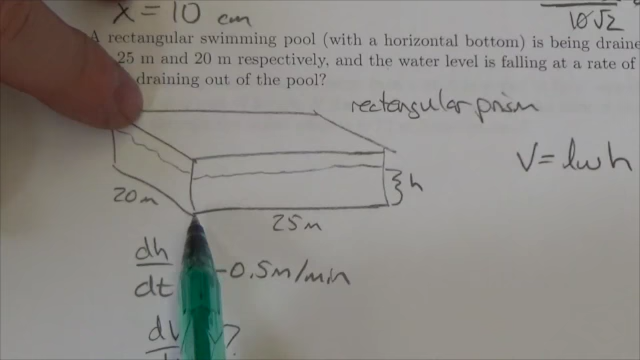 x = 10 cm
10√2
A rectangular swimming pool (with a horizontal bottom) is being draine
25 m and 20 m respectively, and the water level is falling at a rate of
draining out of the pool?
rectangular prism
V = lwh
h
20m
25m
dh/dt -0.5m/min
dV ?